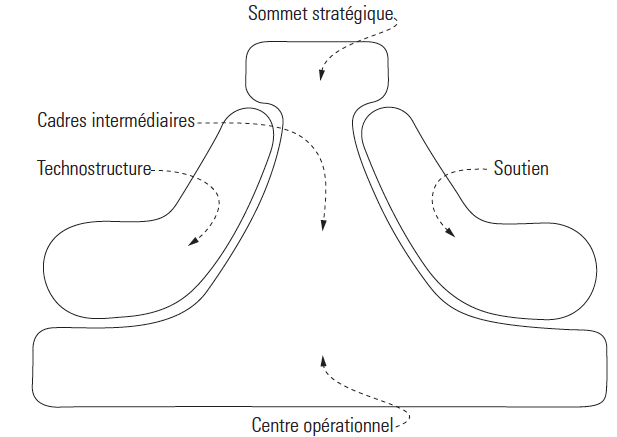 Sommet stratégique
Cadres intermédiaires
Technostructure
Soutien
Centre opérationnel